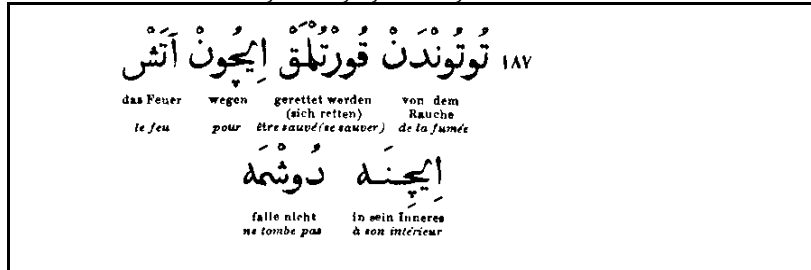 ١٨٧ تُوتُونْدَنْ قُورْتُلْمَقْ اِيچُونْ آتَشْ
das Feuer wegen gerettet werden von dem
(sich retten) Rauche
le feu pour être sauvé (se sauver) de la fumée
اِيچِنَه دُوشْمَه
falle nicht in sein Inneres
ne tombe pas à son intérieur